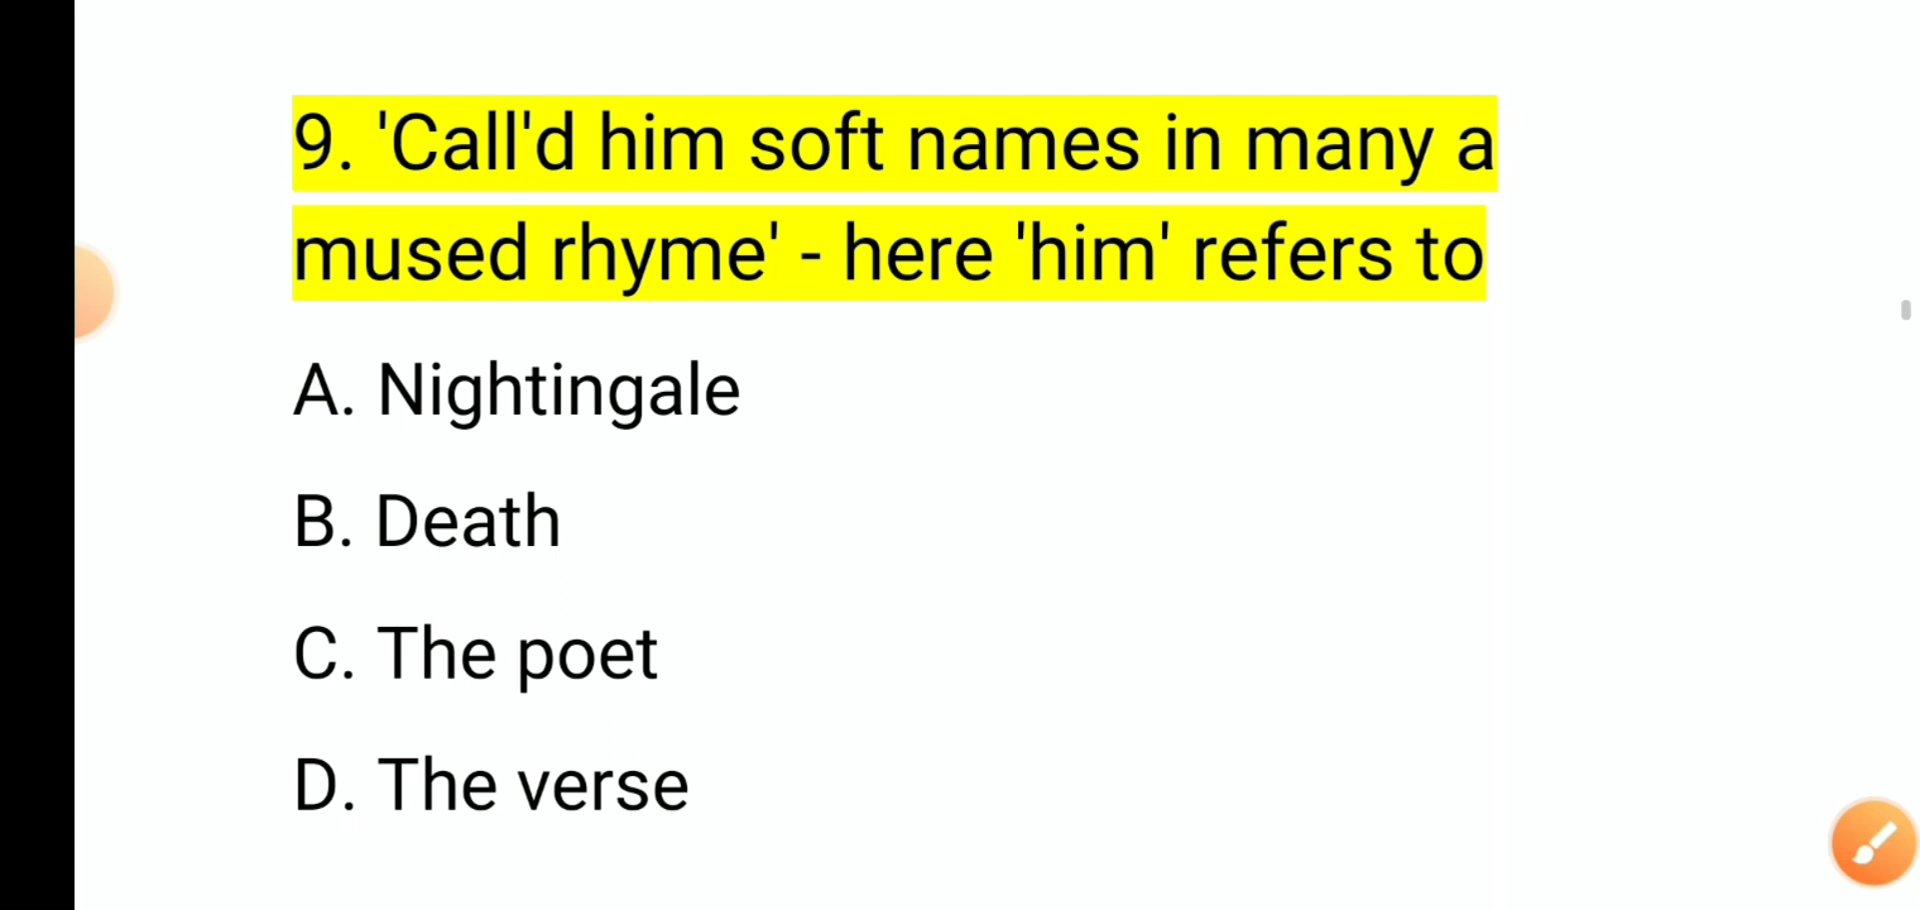 9. 'Call'd him soft names in many a
mused rhyme' - here 'him' refers to
A. Nightingale
B. Death
C. The poet
D. The verse